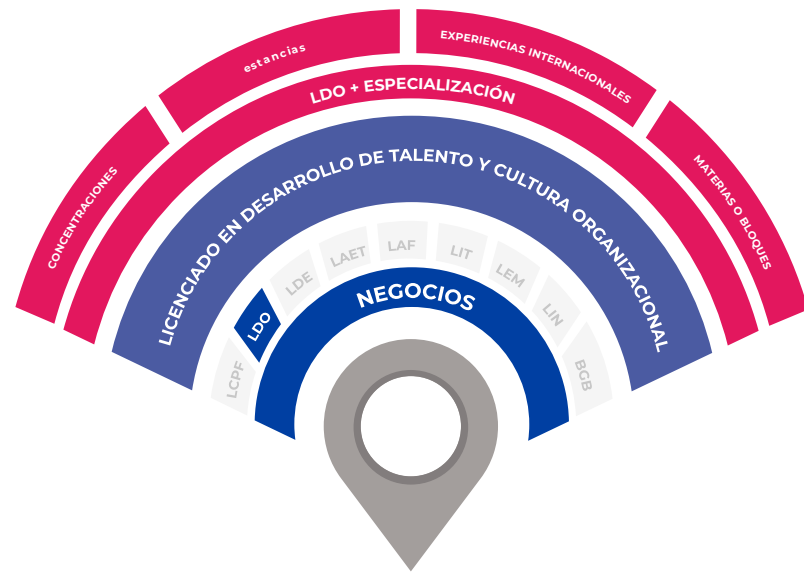 CONCENTRACIONES
estancias
EXPERIENCIAS INTERNACIONALES
MATERIAS O BLOQUES
LDO + ESPECIALIZACIÓN
LICENCIADO EN DESARROLLO DE TALENTO Y CULTURA ORGANIZACIONAL
LCPF
LDO
LDE
LAET
LAF
LIT
LEM
LIN
BGB
NEGOCIOS